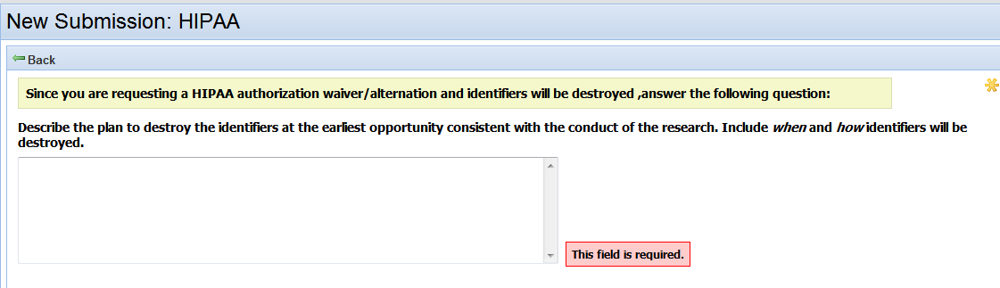 New Submission: HIPAA
Back
Since you are requesting a HIPAA authorization waiver/alternation and identifiers will be destroyed ,answer the following question:
Describe the plan to destroy the identifiers at the earliest opportunity consistent with the conduct of the research. Include when and how identifiers will be
destroyed.
This field is required.